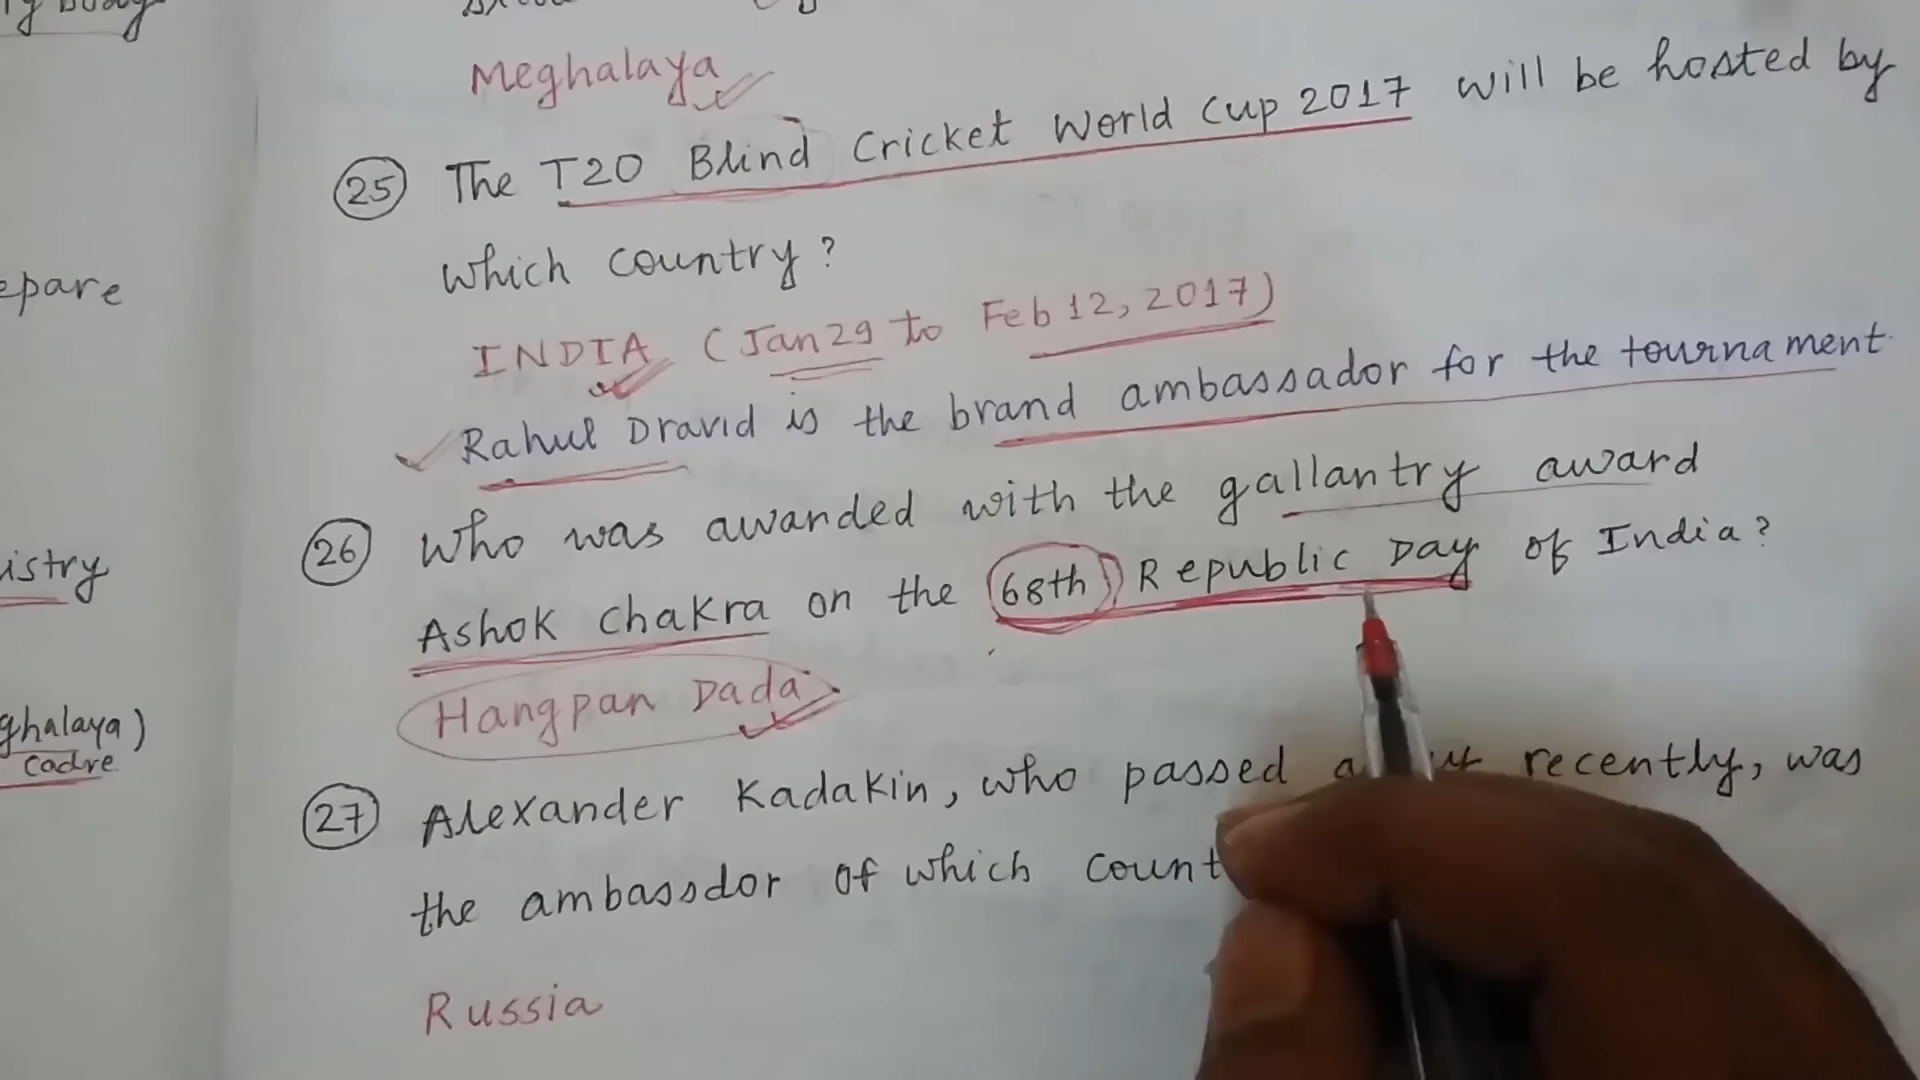 Meghalaya
25 The T20 Blind Cricket World Cup 2017 will be hosted by
which country?
INDIA (Jan 29 to Feb 12, 2017)
Rahul Dravid is the brand ambassador for the tournament.
26 Who was awarded with the gallantry award
Ashok Chakra on the 68th Republic Day of India?
Hangpan Dada
27 Alexander Kadakin, who passed recently, was
the ambassdor of which count
Russia
epare
istry
ghalaya)
cadre